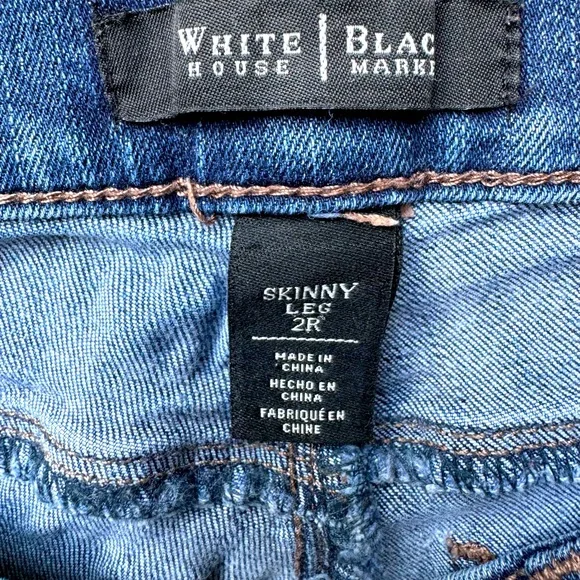 WHITE | BLAC
HOUSE | MARK
SKINNY
LEG
2R
MADE IN
CHINA
HECHO EN
CHINA
FABRIQUÉ EN
CHINE